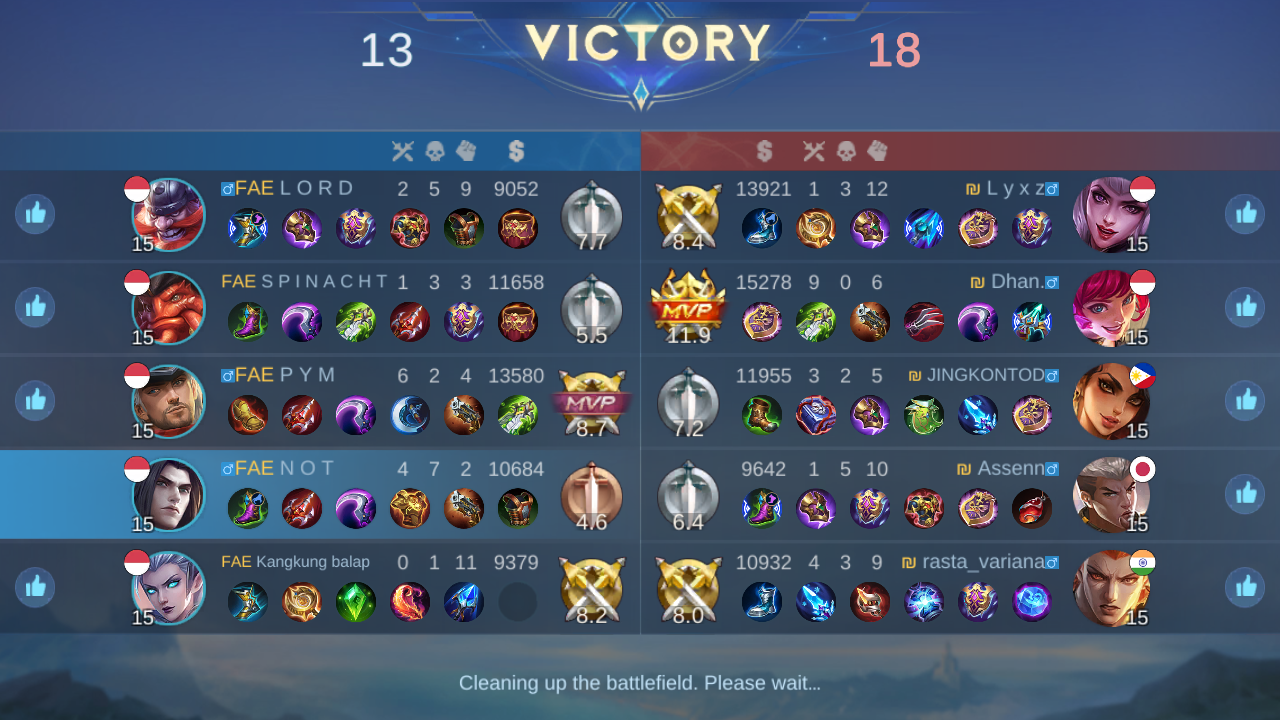 13 VICTORY 18
FAE L O R D 2 5 9 9052 13921 1 3 12 ₪ L y x z
15 7.7 8.4 15
FAE S P I N A C H T 1 3 3 11658 15278 9 0 6 ₪ Dhan.
MVP
15 5.5 11.9 15
FAE P Y M 6 2 4 13580 11955 3 2 5 ₪ JINGKONTOD
MVP
15 8.7 7.2 15
FAE N O T 4 7 2 10684 9642 1 5 10 ₪ Assenn
15 4.6 6.4 15
FAE Kangkung balap 0 1 11 9379 10932 4 3 9 ₪ rasta_variana
15 8.2 8.0 15
Cleaning up the battlefield. Please wait...